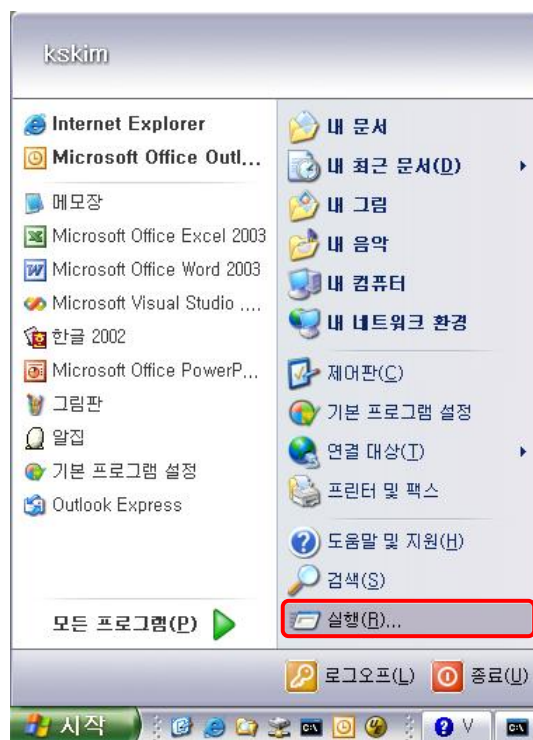 kskim
Internet Explorer
Microsoft Office Outl...
메모장
Microsoft Office Excel 2003
Microsoft Office Word 2003
Microsoft Visual Studio ....
한글 2002
Microsoft Office PowerP...
그림판
알집
기본 프로그램 설정
Outlook Express
모든 프로그램(P)
내 문서
내 최근 문서(D)
내 그림
내 음악
내 컴퓨터
내 네트워크 환경
제어판(C)
기본 프로그램 설정
연결 대상(T)
프린터 및 팩스
도움말 및 지원(H)
검색(S)
실행(R)...
로그오프(L) 종료(U)
시작 V